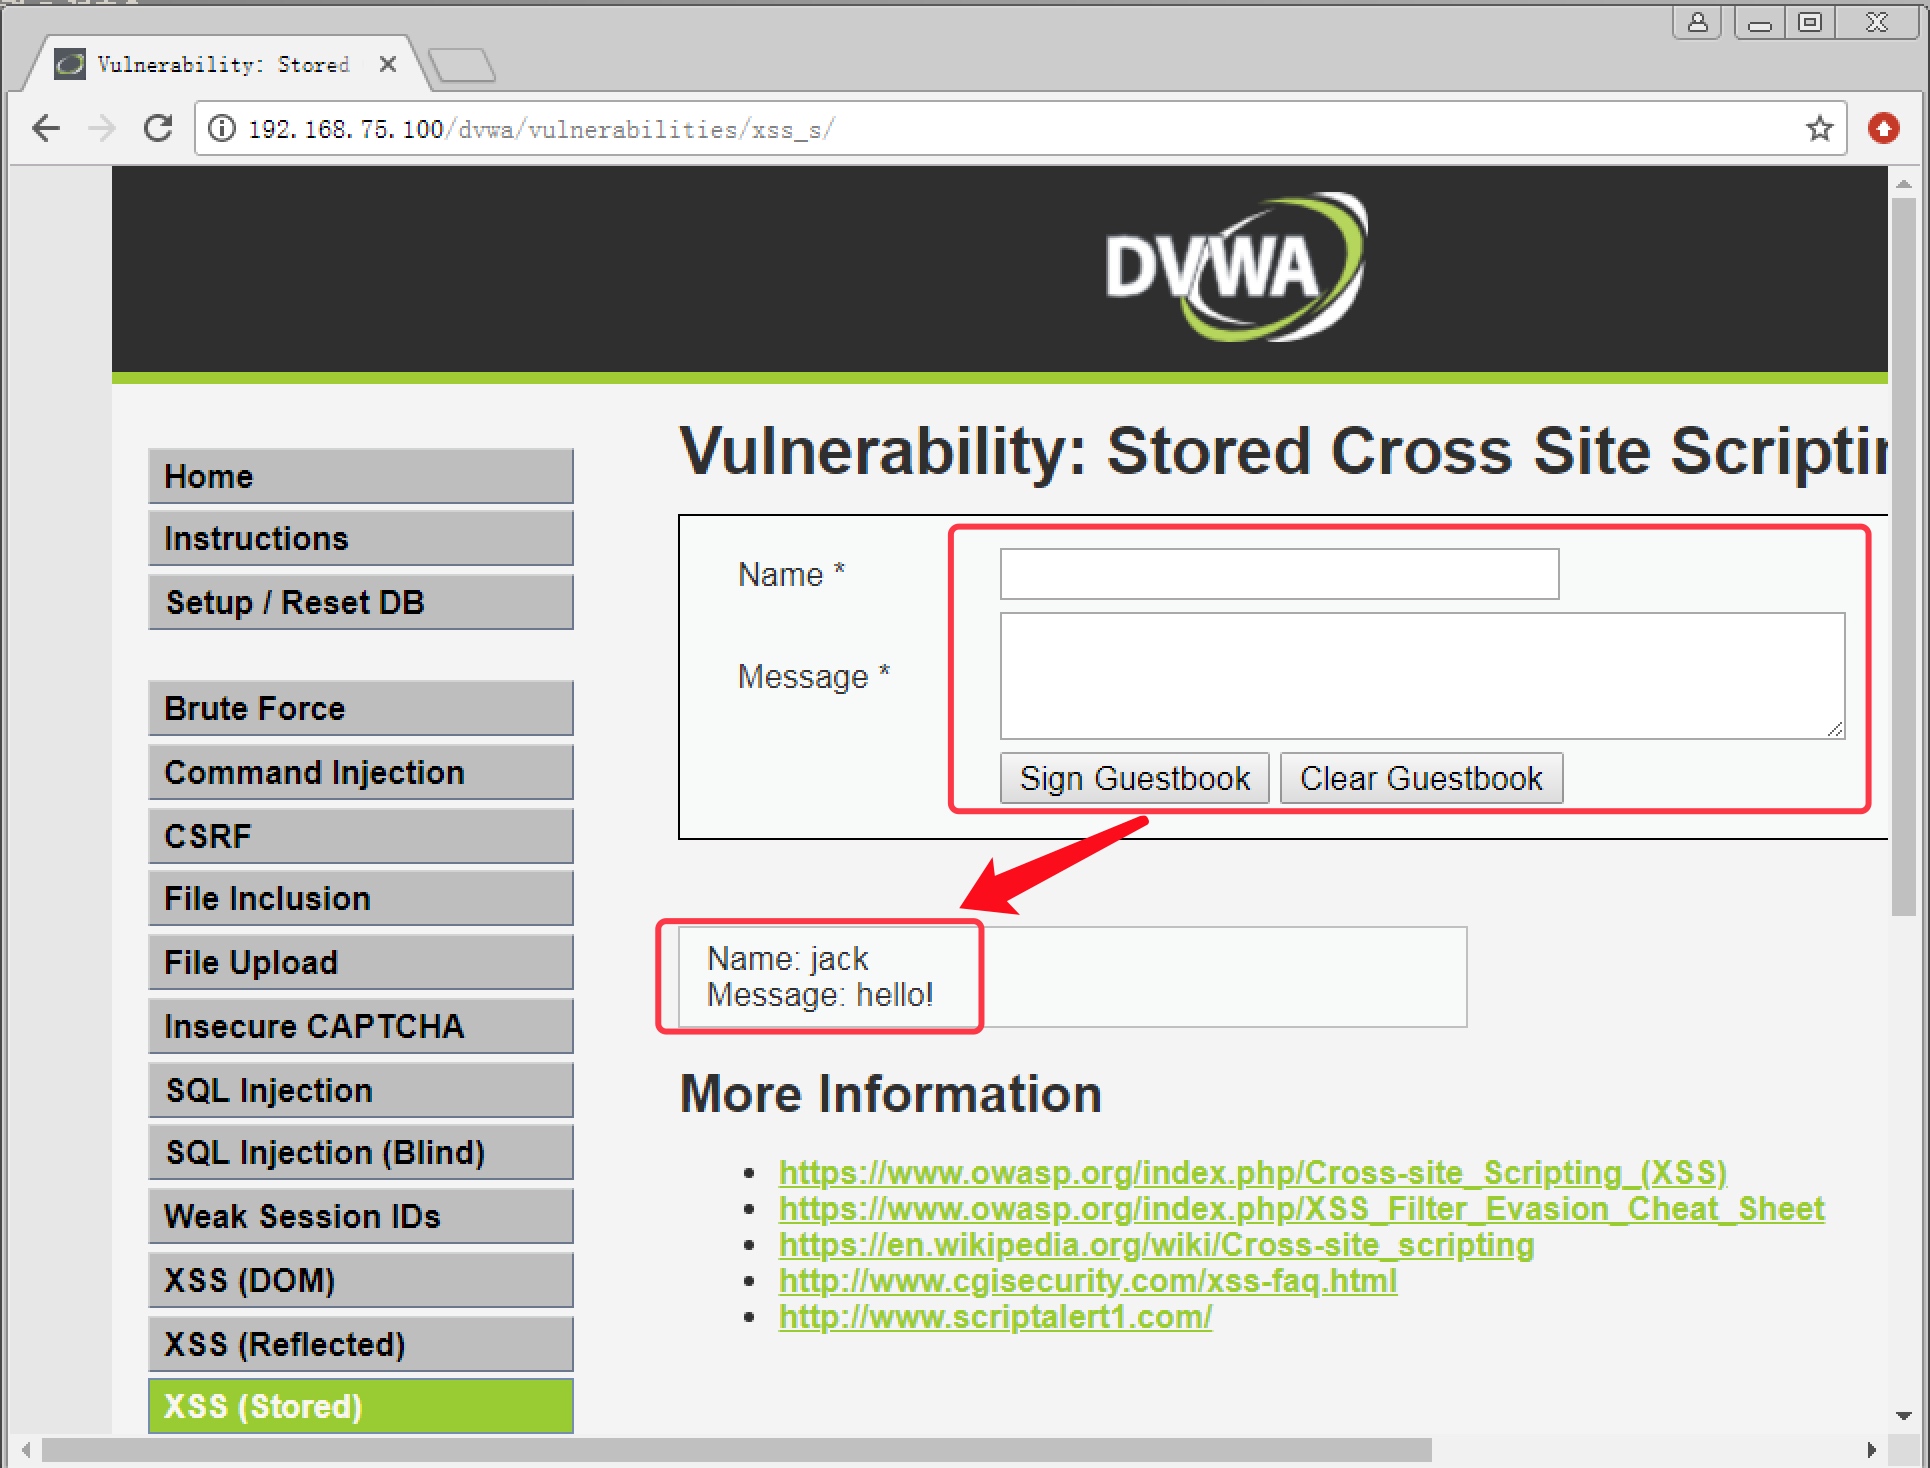 Vulnerability: Stored
192.168.75.100/dvwa/vulnerabilities/xss_s/
DVWA
Home
Instructions
Setup / Reset DB
Brute Force
Command Injection
CSRF
File Inclusion
File Upload
Insecure CAPTCHA
SQL Injection
SQL Injection (Blind)
Weak Session IDs
XSS (DOM)
XSS (Reflected)
XSS (Stored)
Vulnerability: Stored Cross Site Scriptin
Name *
Message *
Sign Guestbook Clear Guestbook
Name: jack
Message: hello!
More Information
• https://www.owasp.org/index.php/Cross-site_Scripting_(XSS)
• https://www.owasp.org/index.php/XSS_Filter_Evasion_Cheat_Sheet
• https://en.wikipedia.org/wiki/Cross-site_scripting
• http://www.cgisecurity.com/xss-faq.html
• http://www.scriptalert1.com/